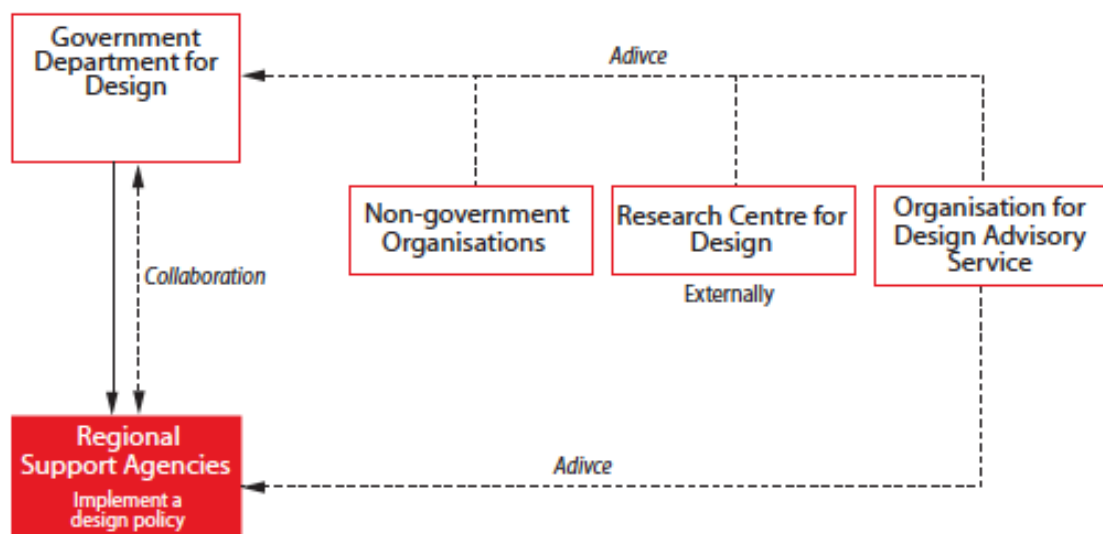 Government
Department for
Design
Adivce
Non-government
Organisations
Research Centre for
Design
Externally
Organisation for
Design Advisory
Service
Collaboration
Regional
Support Agencies
Implement a
design policy
Adivce